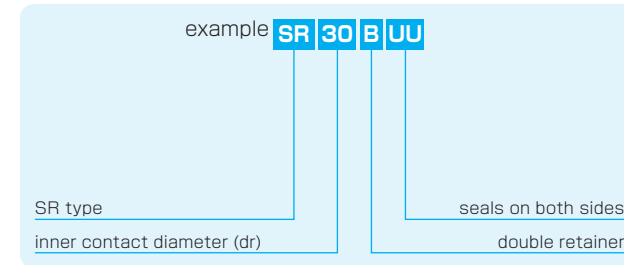 example SR 30 B UU
SR type
seals on both sides
inner contact diameter (dr)
double retainer